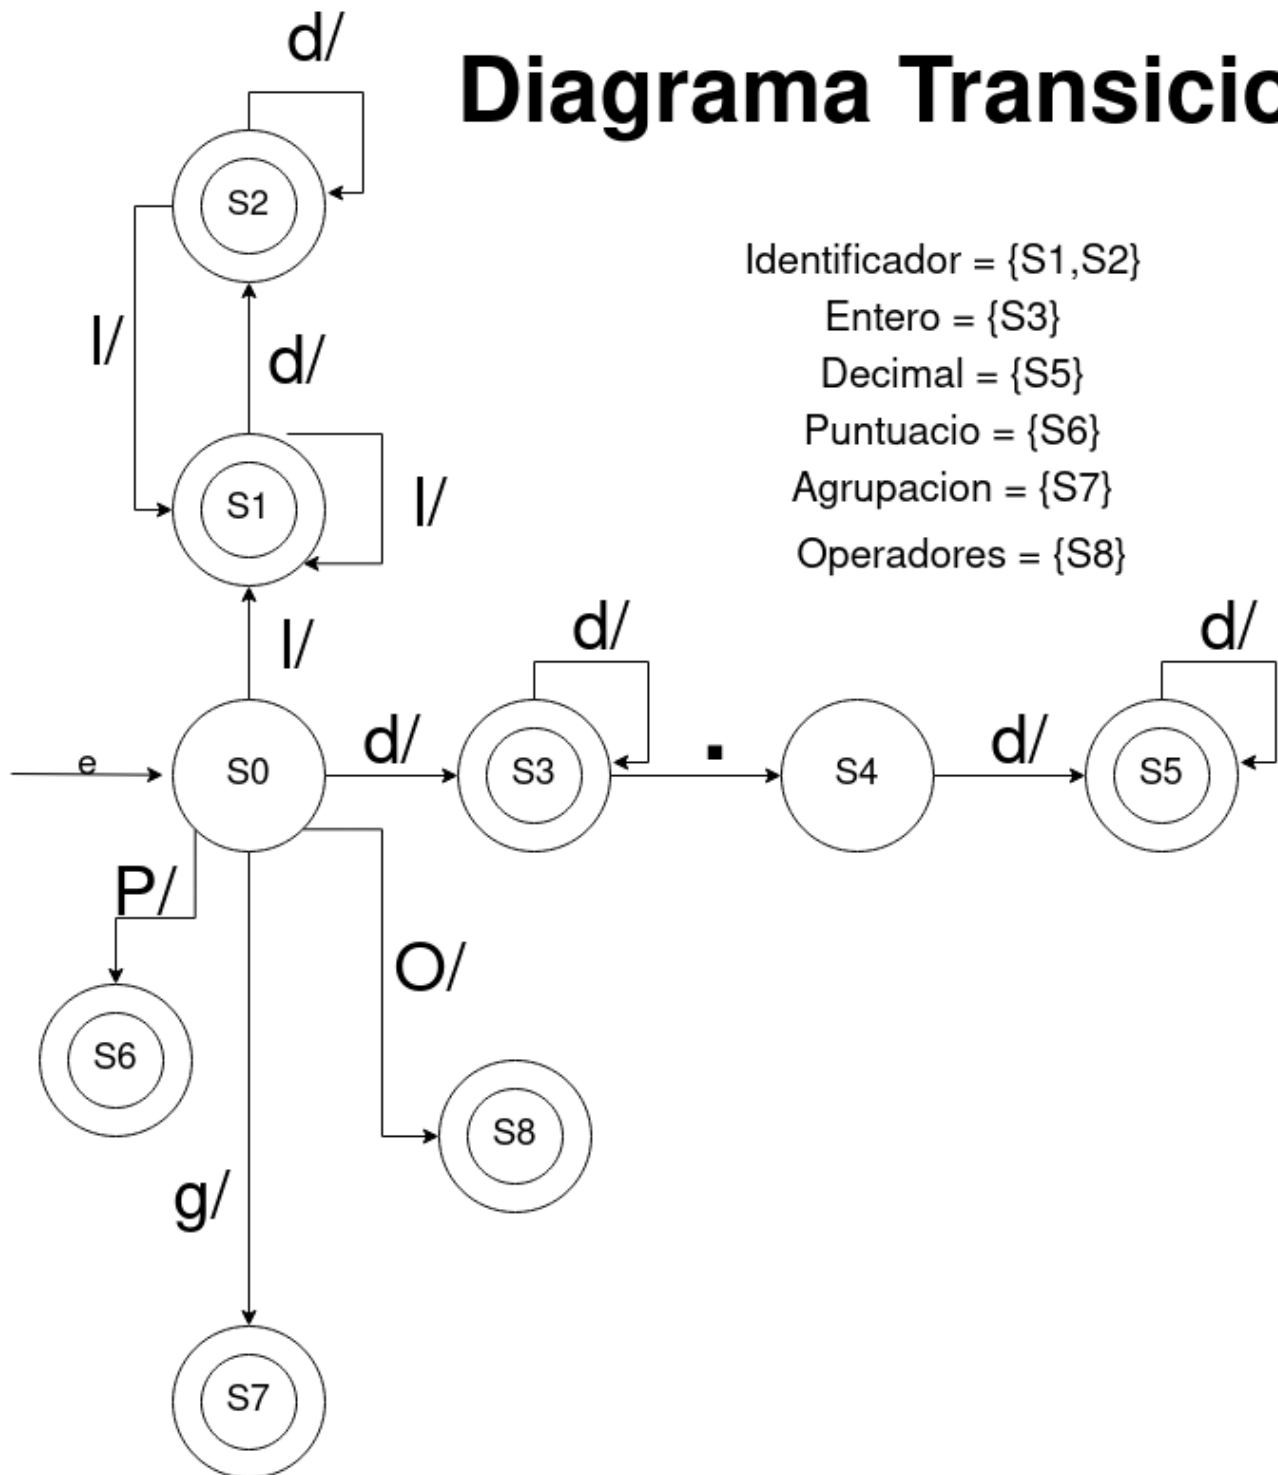 d/
Diagrama Transicio
S2
Identificador = {S1,S2}
Entero = {S3}
l/
d/
Decimal = {S5}
Puntuacio = {S6}
Agrupacion = {S7}
S1
l/
Operadores = {S8}
l/
d/
d/
e
S0
d/
S3
.
S4
d/
S5
P/
O/
S6
S8
g/
S7